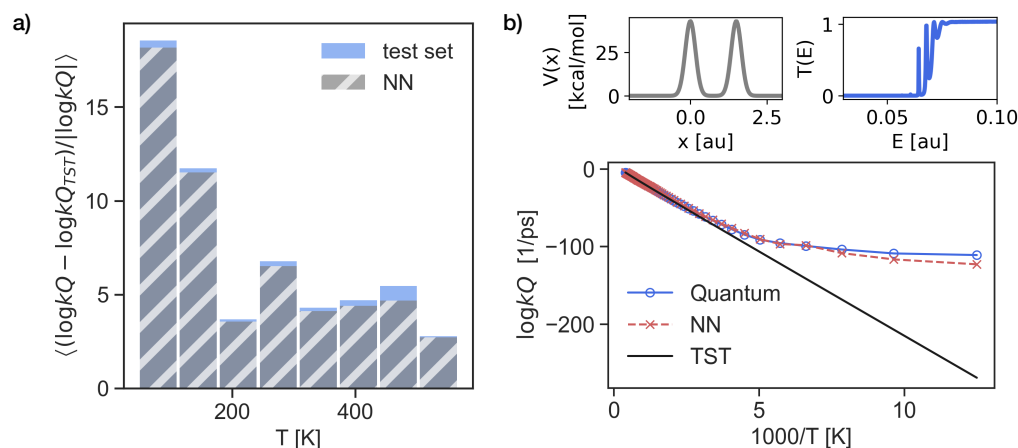 a)
⟨(logkQ − logkQ_TST)/|logkQ|⟩
15
10
5
0
test set
NN
200
400
T [K]
b)
V(x)
[kcal/mol]
25
0
0.0
2.5
x [au]
T(E)
1
0
0.05
0.10
E [au]
logkQ [1/ps]
0
−100
−200
Quantum
NN
TST
0
5
10
1000/T [K]